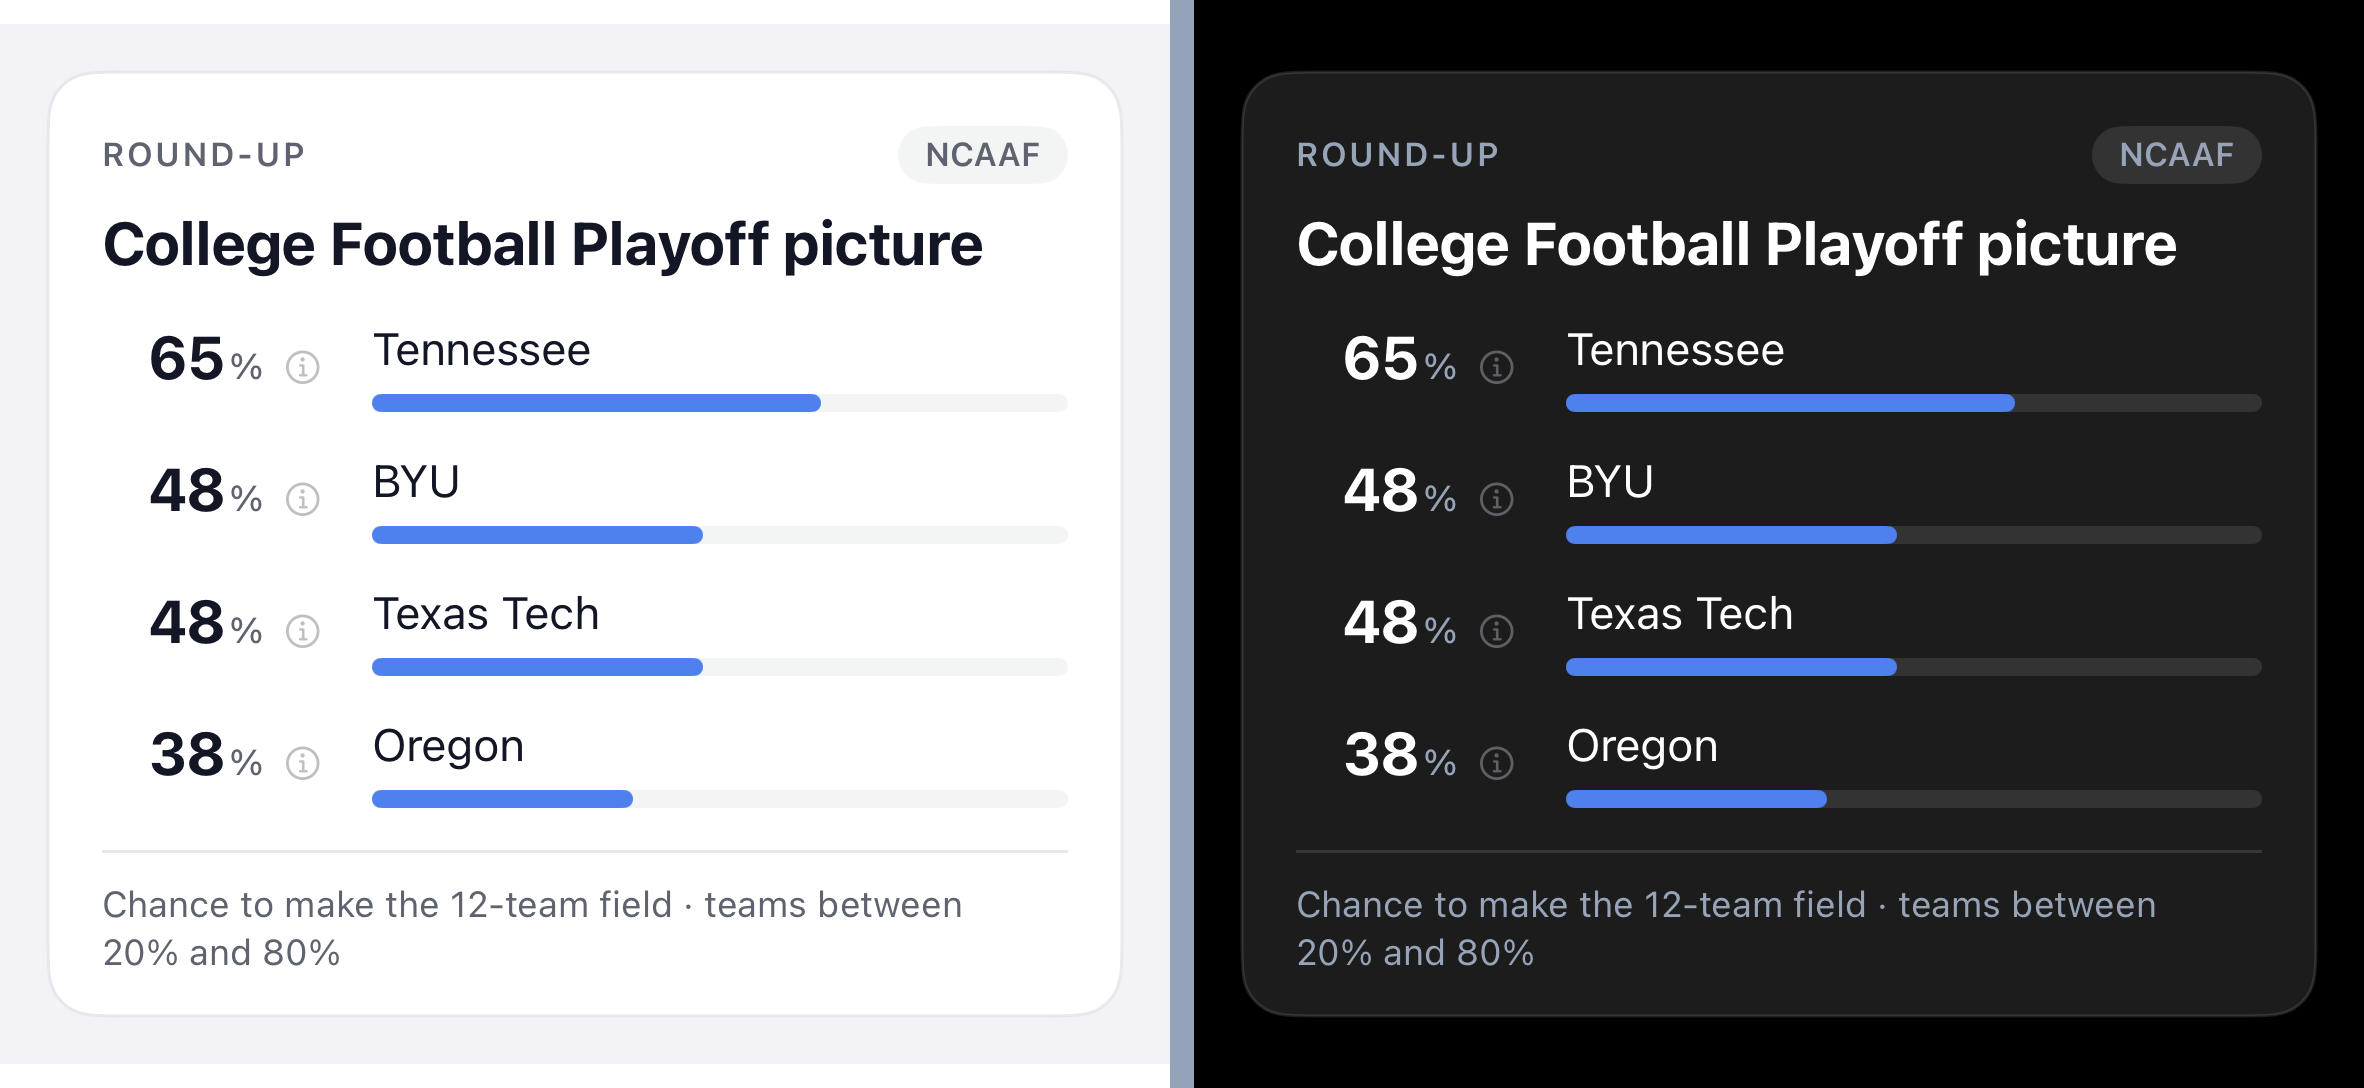 ROUND-UP
NCAAF
College Football Playoff picture
65% Tennessee
48% BYU
48% Texas Tech
38% Oregon
Chance to make the 12-team field · teams between
20% and 80%
ROUND-UP
NCAAF
College Football Playoff picture
65% Tennessee
48% BYU
48% Texas Tech
38% Oregon
Chance to make the 12-team field · teams between
20% and 80%